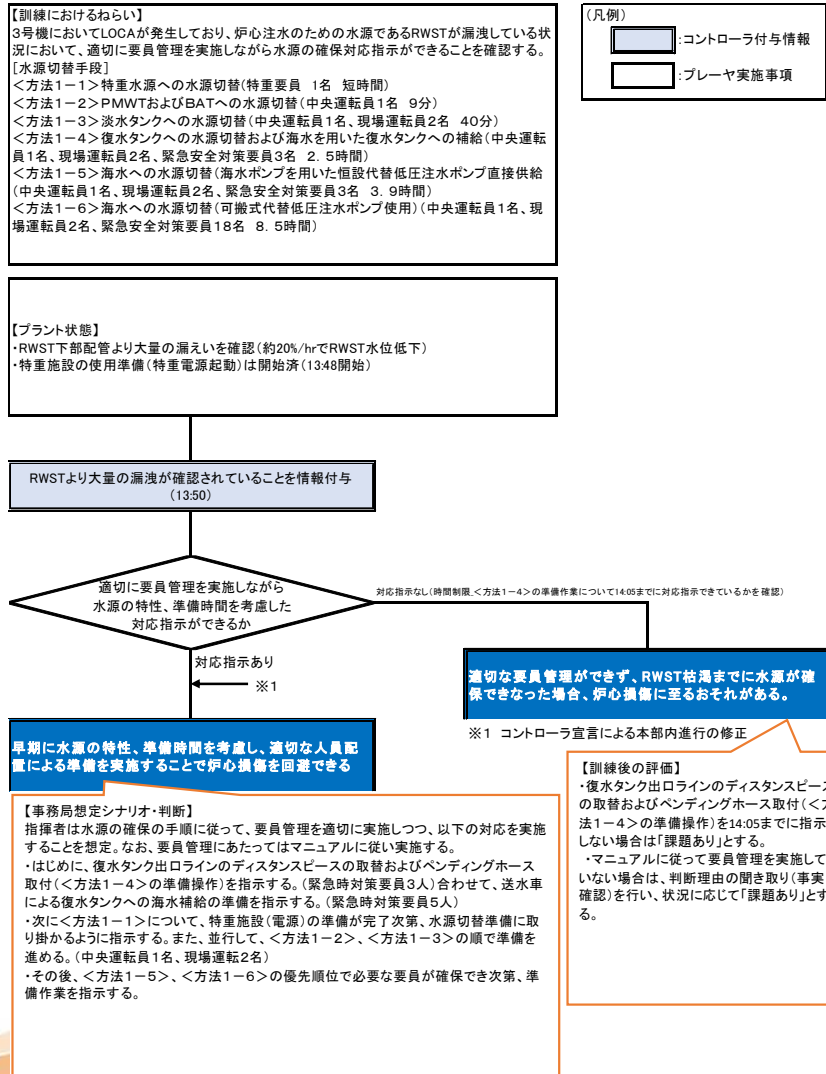 【訓練におけるねらい】
3号機においてLOCAが発生しており、炉心注水のための水源であるRWSTが漏洩している状
況において、適切に要員管理を実施しながら水源の確保対応指示ができることを確認する。
[水源切替手段]
<方法1-1>特重水源への水源切替(特重要員 1名 短時間)
<方法1-2>PMWTおよびBATへの水源切替(中央運転員1名 9分)
<方法1-3>淡水タンクへの水源切替(中央運転員1名、現場運転員2名 40分)
<方法1-4>復水タンクへの水源切替および海水を用いた復水タンクへの補給(中央運転
員1名、現場運転員2名、緊急安全対策要員3名 2.5時間)
<方法1-5>海水への水源切替(海水ポンプを用いた恒設代替低圧注水ポンプ直接供給
(中央運転員1名、現場運転員2名、緊急安全対策要員3名 3.9時間)
<方法1-6>海水への水源切替(可搬式代替低圧注水ポンプ使用)(中央運転員1名、現
場運転員2名、緊急安全対策要員18名 8.5時間)
(凡例)
:コントローラ付与情報
:プレーヤ実施事項
【プラント状態】
・RWST下部配管より大量の漏えいを確認(約20%/hrでRWST水位低下)
・特重施設の使用準備(特重電源起動)は開始済(13:48開始)
RWSTより大量の漏洩が確認されていることを情報付与
(13:50)
適切に要員管理を実施しながら
水源の特性、準備時間を考慮した
対応指示ができるか
対応指示なし(時間制限_<方法1-4>の準備作業について14:05までに対応指示できているかを確認)
対応指示あり
※1
適切な要員管理ができず、RWST枯渇までに水源が確
保できなった場合、炉心損傷に至るおそれがある。
※1 コントローラ宣言による本部内進行の修正
早期に水源の特性、準備時間を考慮し、適切な人員配
置による準備を実施することで炉心損傷を回避できる
【事務局想定シナリオ・判断】
指揮者は水源の確保の手順に従って、要員管理を適切に実施しつつ、以下の対応を実施
することを想定。なお、要員管理にあたってはマニュアルに従い実施する。
・はじめに、復水タンク出口ラインのディスタンスピースの取替およびペンディングホース
取付(<方法1-4>の準備操作)を指示する。(緊急時対策要員3人)合わせて、送水車
による復水タンクへの海水補給の準備を指示する。(緊急時対策要員5人)
・次に<方法1-1>について、特重施設(電源)の準備が完了次第、水源切替準備に取
り掛かるように指示する。また、並行して、<方法1-2>、<方法1-3>の順で準備を
進める。(中央運転員1名、現場運転2名)
・その後、<方法1-5>、<方法1-6>の優先順位で必要な要員が確保でき次第、準
備作業を指示する。
【訓練後の評価】
・復水タンク出口ラインのディスタンスピース
の取替およびペンディングホース取付(<方
法1-4>の準備操作)を14:05までに指示
しない場合は「課題あり」とする。
・マニュアルに従って要員管理を実施して
いない場合は、判断理由の聞き取り(事実
確認)を行い、状況に応じて「課題あり」とす
る。